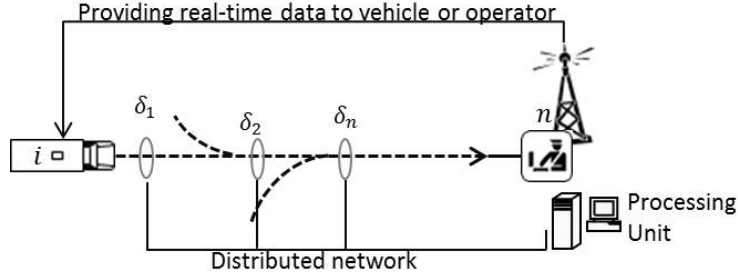 Providing real-time data to vehicle or operator
δ₁
δ₂
δₙ
n
i
Processing
Unit
Distributed network